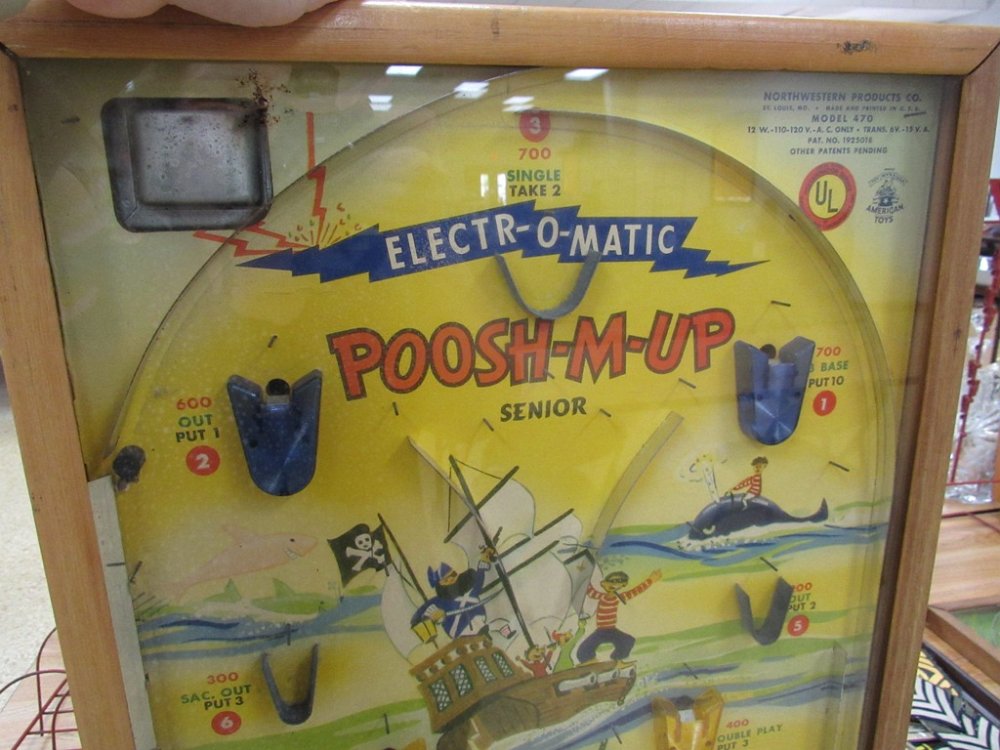 NORTHWESTERN PRODUCTS CO.
ST. LOUIS, MO. • MADE AND PRINTED IN U.S.A.
MODEL 470
12 W.-110-120 V.-A.C. ONLY • TRANS. 6V.-15 V.A.
PAT. NO. 1925018
OTHER PATENTS PENDING
UL
AMERICAN
TOYS
3
700
SINGLE
TAKE 2
ELECTR-O-MATIC
POOSH-M-UP
SENIOR
600
OUT
PUT 1
2
700
3 BASE
PUT 10
1
OUT
PUT 2
5
300
SAC. OUT
PUT 3
6
400
DOUBLE PLAY
PUT 3